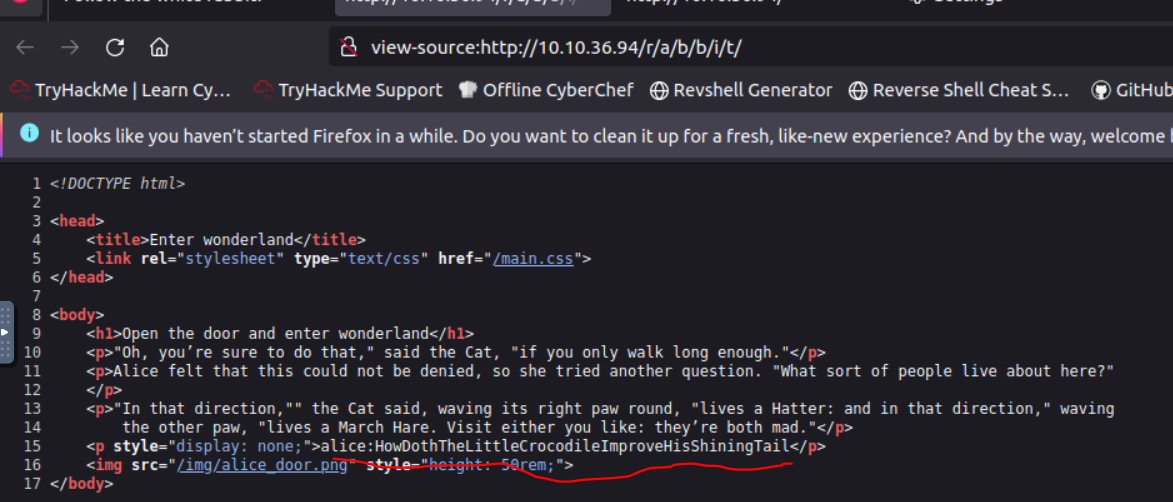 view-source:http://10.10.36.94/r/a/b/b/i/t/
TryHackMe | Learn Cy... TryHackMe Support Offline CyberChef Revshell Generator Reverse Shell Cheat S... GitHub
It looks like you haven’t started Firefox in a while. Do you want to clean it up for a fresh, like-new experience? And by the way, welcome
1 <!DOCTYPE html>
2
3 <head>
4 <title>Enter wonderland</title>
5 <link rel="stylesheet" type="text/css" href="/main.css">
6 </head>
7
8 <body>
9 <h1>Open the door and enter wonderland</h1>
10 <p>"Oh, you’re sure to do that," said the Cat, "if you only walk long enough."</p>
11 <p>Alice felt that this could not be denied, so she tried another question. "What sort of people live about here?"
12 </p>
13 <p>"In that direction,"" the Cat said, waving its right paw round, "lives a Hatter: and in that direction," waving
14 the other paw, "lives a March Hare. Visit either you like: they’re both mad."</p>
15 <p style="display: none;">alice:HowDothTheLittleCrocodileImproveHisShiningTail</p>
16 <img src="/img/alice_door.png" style="height: 50rem;">
17 </body>